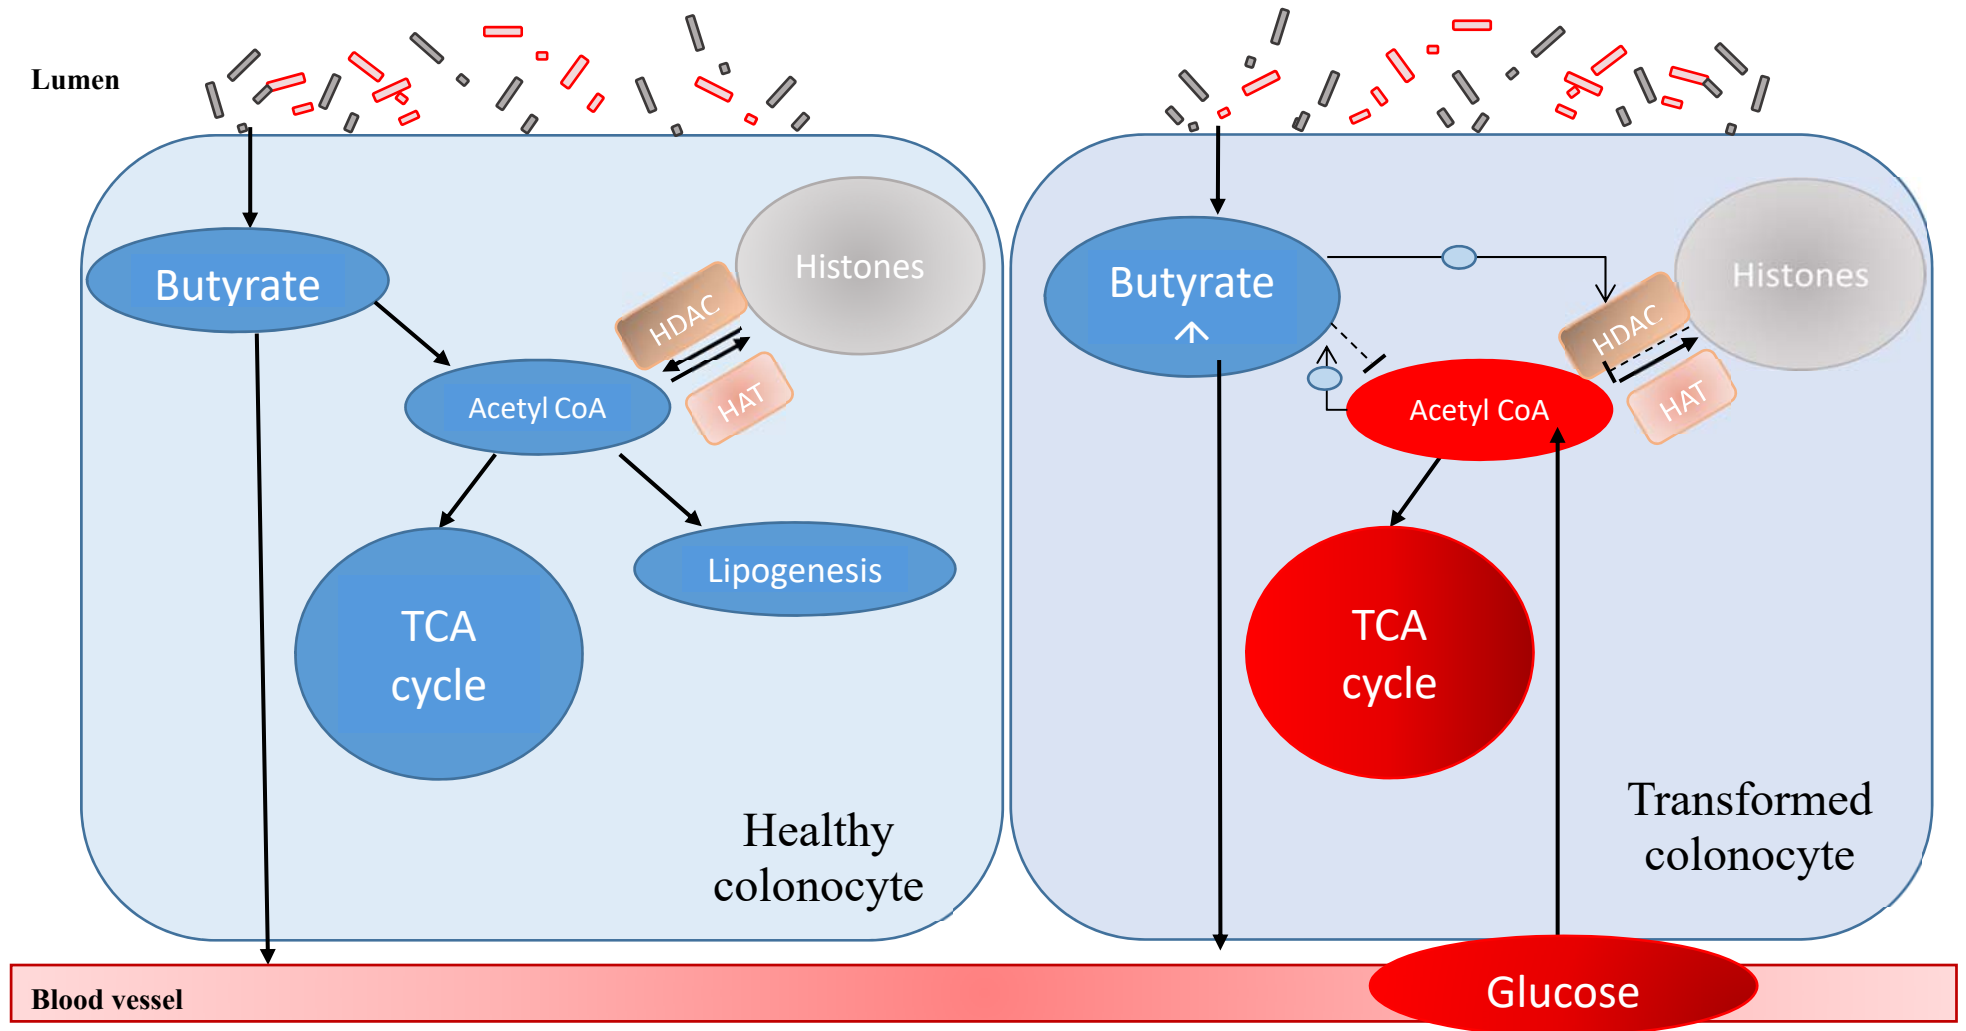 Lumen
Butyrate
Histones
HDAC
HAT
Acetyl CoA
Lipogenesis
TCA
cycle
Healthy
colonocyte
Butyrate
↑
Histones
HDAC
HAT
Acetyl CoA
TCA
cycle
Transformed
colonocyte
Blood vessel
Glucose